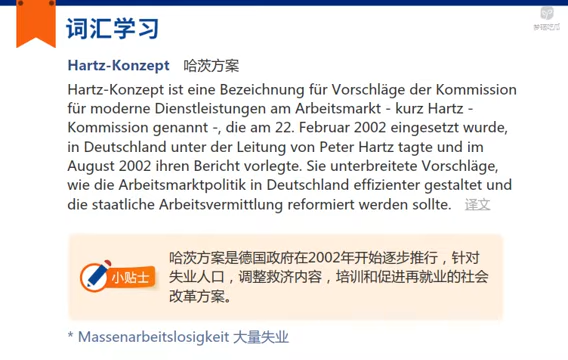 词汇学习
Hartz-Konzept 哈茨方案
Hartz-Konzept ist eine Bezeichnung für Vorschläge der Kommission
für moderne Dienstleistungen am Arbeitsmarkt - kurz Hartz -
Kommission genannt -, die am 22. Februar 2002 eingesetzt wurde,
in Deutschland unter der Leitung von Peter Hartz tagte und im
August 2002 ihren Bericht vorlegte. Sie unterbreitete Vorschläge,
wie die Arbeitsmarktpolitik in Deutschland effizienter gestaltet und
die staatliche Arbeitsvermittlung reformiert werden sollte. 译文
小贴士
哈茨方案是德国政府在2002年开始逐步推行，针对
失业人口，调整救济内容，培训和促进再就业的社会
改革方案。
* Massenarbeitslosigkeit 大量失业